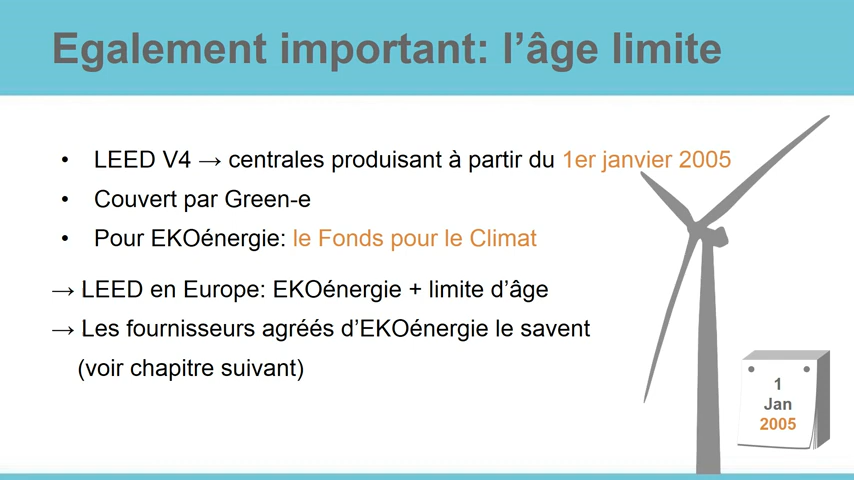 Egalement important: l’âge limite
• LEED V4 → centrales produisant à partir du 1er janvier 2005
• Couvert par Green-e
• Pour EKOénergie: le Fonds pour le Climat
→ LEED en Europe: EKOénergie + limite d’âge
→ Les fournisseurs agréés d’EKOénergie le savent
(voir chapitre suivant)
1
Jan
2005